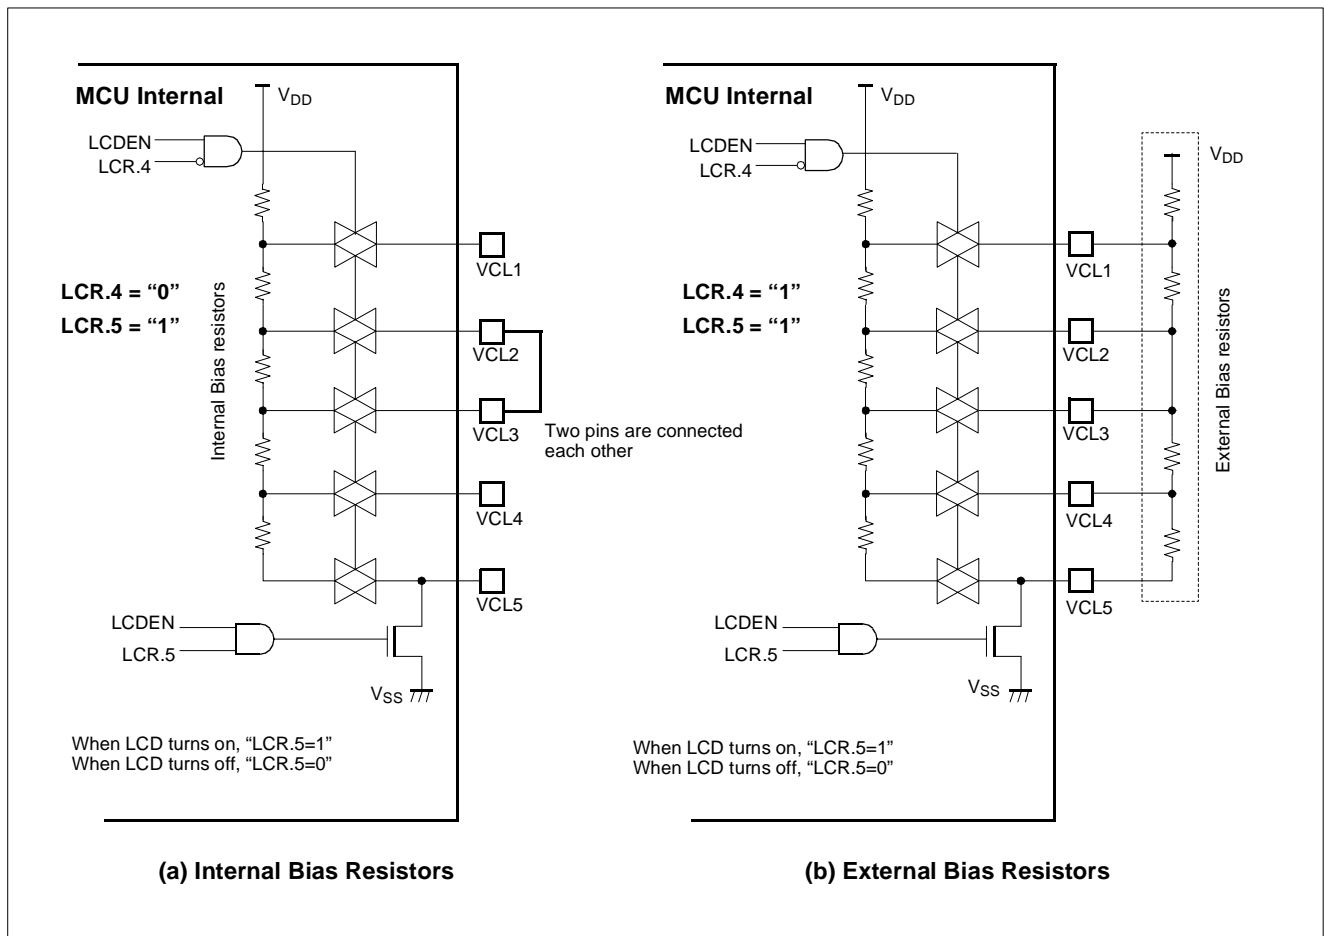 MCU Internal
VDD
LCDEN
LCR.4
LCR.4 = “0”
LCR.5 = “1”
Internal Bias resistors
VCL1
VCL2
VCL3
Two pins are connected
each other
VCL4
VCL5
LCDEN
LCR.5
VSS
When LCD turns on, “LCR.5=1”
When LCD turns off, “LCR.5=0”
(a) Internal Bias Resistors
MCU Internal
VDD
LCDEN
LCR.4
LCR.4 = “1”
LCR.5 = “1”
VDD
VCL1
VCL2
VCL3
VCL4
VCL5
External Bias resistors
LCDEN
LCR.5
VSS
When LCD turns on, “LCR.5=1”
When LCD turns off, “LCR.5=0”
(b) External Bias Resistors